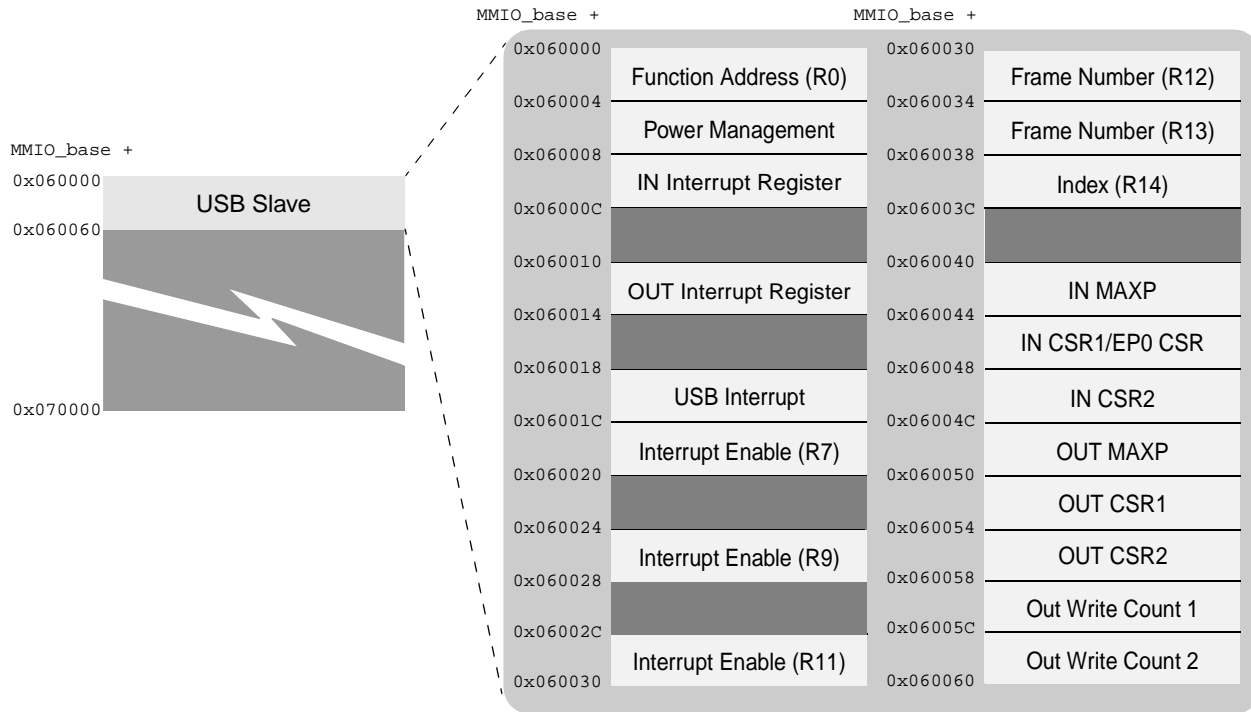 MMIO_base +
0x060000
USB Slave
0x060060
0x070000
MMIO_base +
0x060000
Function Address (R0)
0x060004
Power Management
0x060008
IN Interrupt Register
0x06000C
0x060010
OUT Interrupt Register
0x060014
0x060018
USB Interrupt
0x06001C
Interrupt Enable (R7)
0x060020
0x060024
Interrupt Enable (R9)
0x060028
0x06002C
Interrupt Enable (R11)
0x060030
MMIO_base +
0x060030
Frame Number (R12)
0x060034
Frame Number (R13)
0x060038
Index (R14)
0x06003C
0x060040
IN MAXP
0x060044
IN CSR1/EP0 CSR
0x060048
IN CSR2
0x06004C
OUT MAXP
0x060050
OUT CSR1
0x060054
OUT CSR2
0x060058
Out Write Count 1
0x06005C
Out Write Count 2
0x060060